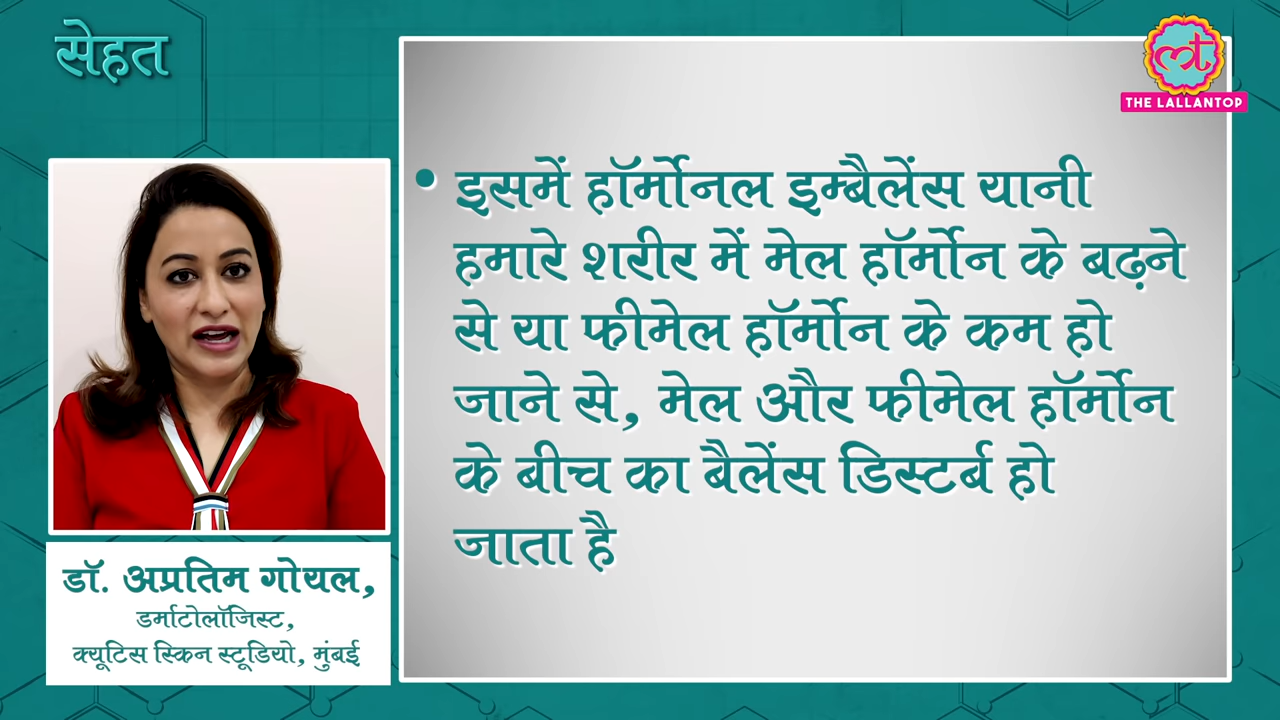 सेहत
THE LALLANTOP
• इसमें हॉर्मोनल इम्बैलेंस यानी
हमारे शरीर में मेल हॉर्मोन के बढ़ने
से या फीमेल हॉर्मोन के कम हो
जाने से, मेल और फीमेल हॉर्मोन
के बीच का बैलेंस डिस्टर्ब हो
जाता है
डॉ. अप्रतिम गोयल,
डर्माटोलॉजिस्ट,
क्यूटिस स्किन स्टूडियो, मुंबई